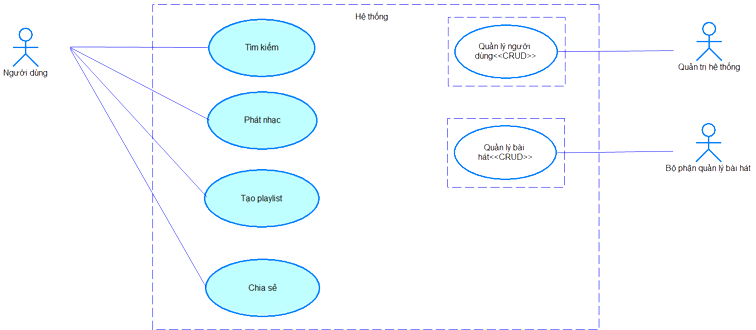 Hệ thống
Người dùng
Tìm kiếm
Phát nhạc
Tạo playlist
Chia sẻ
Quản lý người
dùng<<CRUD>>
Quản lý bài
hát<<CRUD>>
Quản trị hệ thống
Bộ phận quản lý bài hát